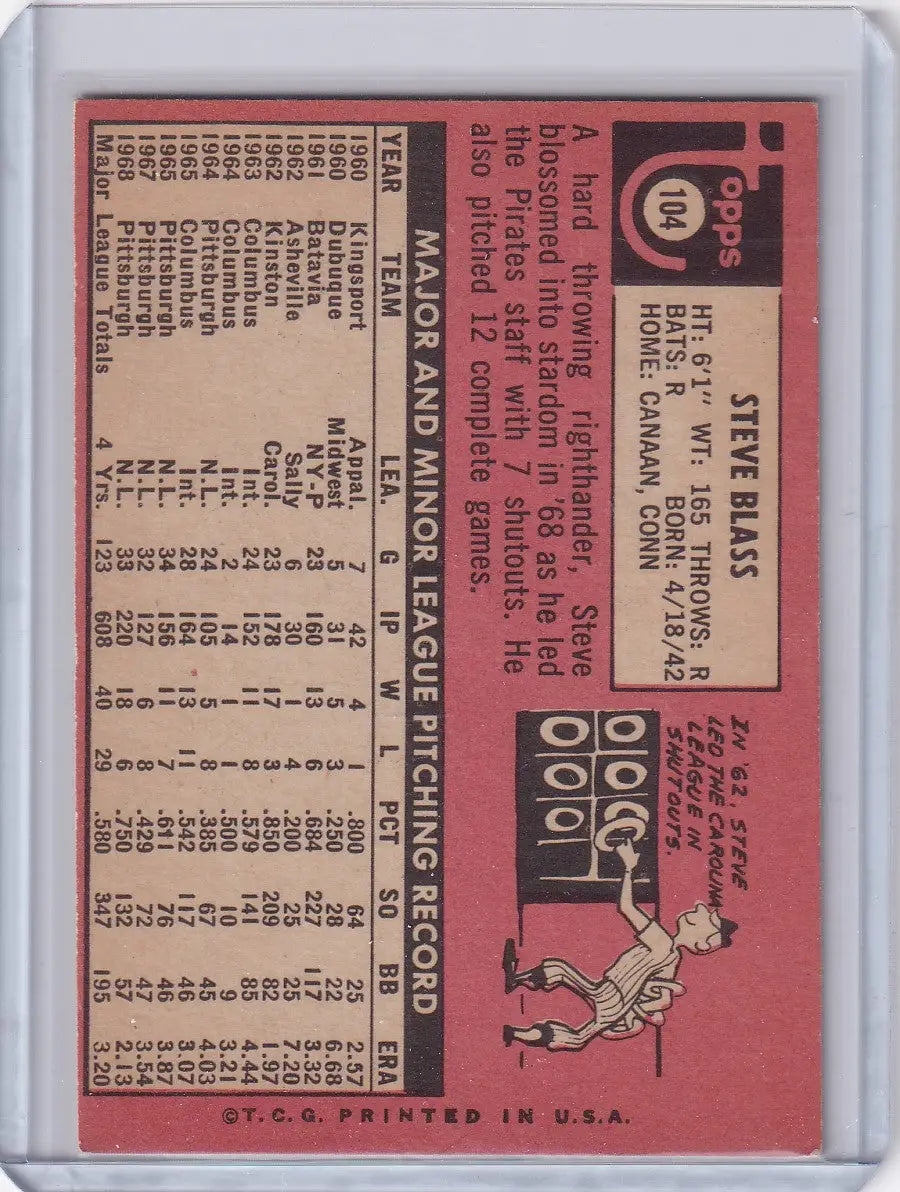 Topps
104
STEVE BLASS
HT: 6'1" WT: 165 THROWS: R
BATS: R BORN: 4/18/42
HOME: CANAAN, CONN
A hard throwing righthander, Steve
blossomed into stardom in '68 as he led
the Pirates staff with 7 shutouts. He
also pitched 12 complete games.
IN '62, STEVE
LED THE CAROLINA
LEAGUE IN
SHUTOUTS.
MAJOR AND MINOR LEAGUE PITCHING RECORD
YEAR TEAM LEA. G IP W L PCT SO BB ERA
1960 Kingsport Appal. 7 42 4 1 .800 64 25 2.57
1960 Dubuque Midwest 5 31 5 3 .250 28 22 6.68
1961 Batavia NY-P 23 160 13 6 .684 227 117 3.32
1962 Asheville Sally 6 30 1 4 .200 25 25 7.20
1962 Kinston Carol. 23 178 17 3 .850 209 82 1.97
1963 Columbus Int. 24 152 11 8 .579 141 85 4.44
1964 Columbus Int. 2 14 1 1 .500 10 9 3.21
1964 Pittsburgh N.L. 24 105 5 8 .385 67 45 4.03
1965 Columbus Int. 28 164 13 11 .542 117 46 3.07
1965 Pittsburgh N.L. 34 156 11 7 .611 76 46 3.87
1967 Pittsburgh N.L. 32 127 6 8 .429 72 47 3.54
1968 Pittsburgh N.L. 33 220 18 6 .750 132 57 2.13
Major League Totals 4 Yrs. 123 608 40 29 .580 347 195 3.20
©T.C.G. PRINTED IN U.S.A.